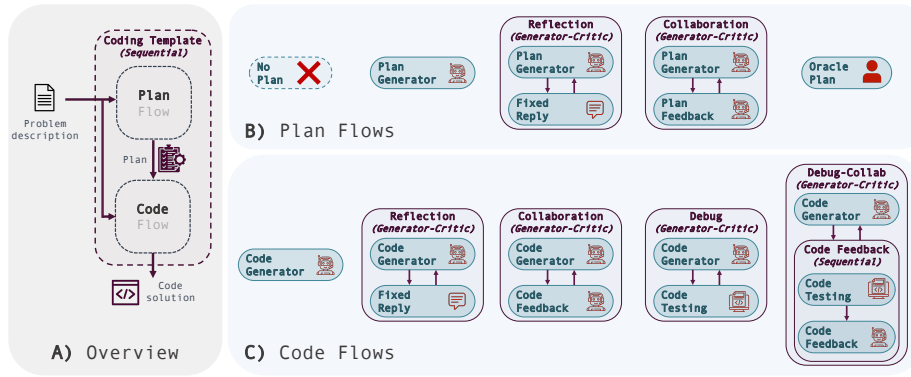 Coding Template
(Sequential)
Problem
description
Plan
Flow
Plan
Code
Flow
</>
Code
solution
A) Overview
No
Plan
Plan
Generator
Reflection
(Generator-Critic)
Plan
Generator
Fixed
Reply
Collaboration
(Generator-Critic)
Plan
Generator
Plan
Feedback
Oracle
Plan
B) Plan Flows
Code
Generator
Reflection
(Generator-Critic)
Code
Generator
Fixed
Reply
Collaboration
(Generator-Critic)
Code
Generator
Code
Feedback
Debug
(Generator-Critic)
Code
Generator
Code
Testing
</>
Debug-Collab
(Generator-Critic)
Code
Generator
Code Feedback
(Sequential)
Code
Testing
</>
Code
Feedback
C) Code Flows